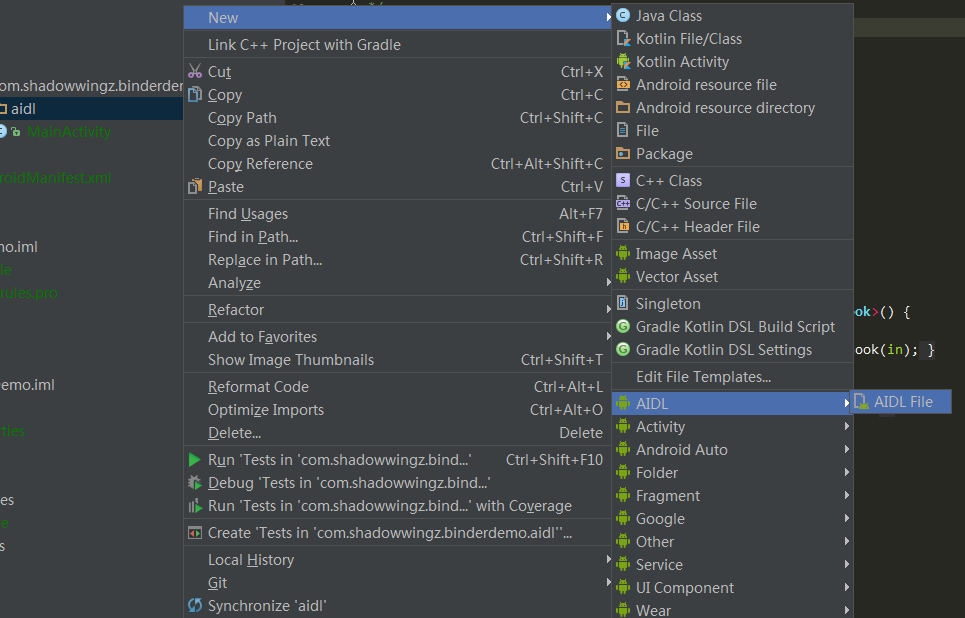 New
Link C++ Project with Gradle
Cut Ctrl+X
Copy Ctrl+C
Copy Path Ctrl+Shift+C
Copy as Plain Text
Copy Reference Ctrl+Alt+Shift+C
Paste Ctrl+V
Find Usages Alt+F7
Find in Path... Ctrl+Shift+F
Replace in Path... Ctrl+Shift+R
Analyze
Refactor
Add to Favorites
Show Image Thumbnails Ctrl+Shift+T
Reformat Code Ctrl+Alt+L
Optimize Imports Ctrl+Alt+O
Delete... Delete
Run 'Tests in 'com.shadowwingz.bind...' Ctrl+Shift+F10
Debug 'Tests in 'com.shadowwingz.bind...'
Run 'Tests in 'com.shadowwingz.bind...' with Coverage
Create 'Tests in 'com.shadowwingz.binderdemo.aidl''...
Local History
Git
Synchronize 'aidl'
Java Class
Kotlin File/Class
Kotlin Activity
Android resource file
Android resource directory
File
Package
C++ Class
C/C++ Source File
C/C++ Header File
Image Asset
Vector Asset
Singleton
Gradle Kotlin DSL Build Script
Gradle Kotlin DSL Settings
Edit File Templates...
AIDL
Activity
Android Auto
Folder
Fragment
Google
Other
Service
UI Component
Wear
AIDL File
om.shadowwingz.binderder
aidl
MainActivity
roidManifest.xml
mo.iml
le
rules.pro
Demo.iml
rties
es
e
s
ok>() {
ook(in); }